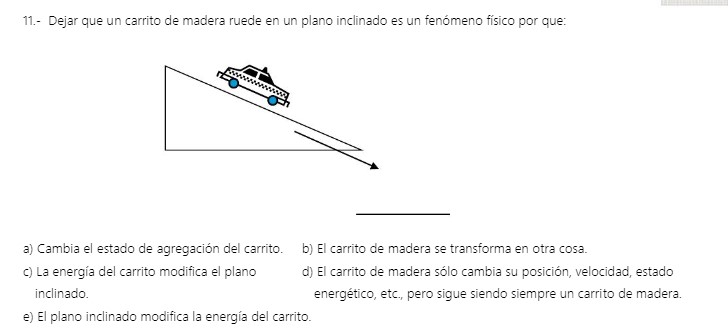 11.- Dejar que un carrito de madera ruede en un plano inclinado es un fenómeno físico por que:
a) Cambia el estado de agregación del carrito. b) El carrito de madera se transforma en otra cosa.
c) La energía del carrito modifica el plano d) El carrito de madera sólo cambia su posición, velocidad, estado
inclinado. energético, etc., pero sigue siendo siempre un carrito de madera.
e) El plano inclinado modifica la energía del carrito.